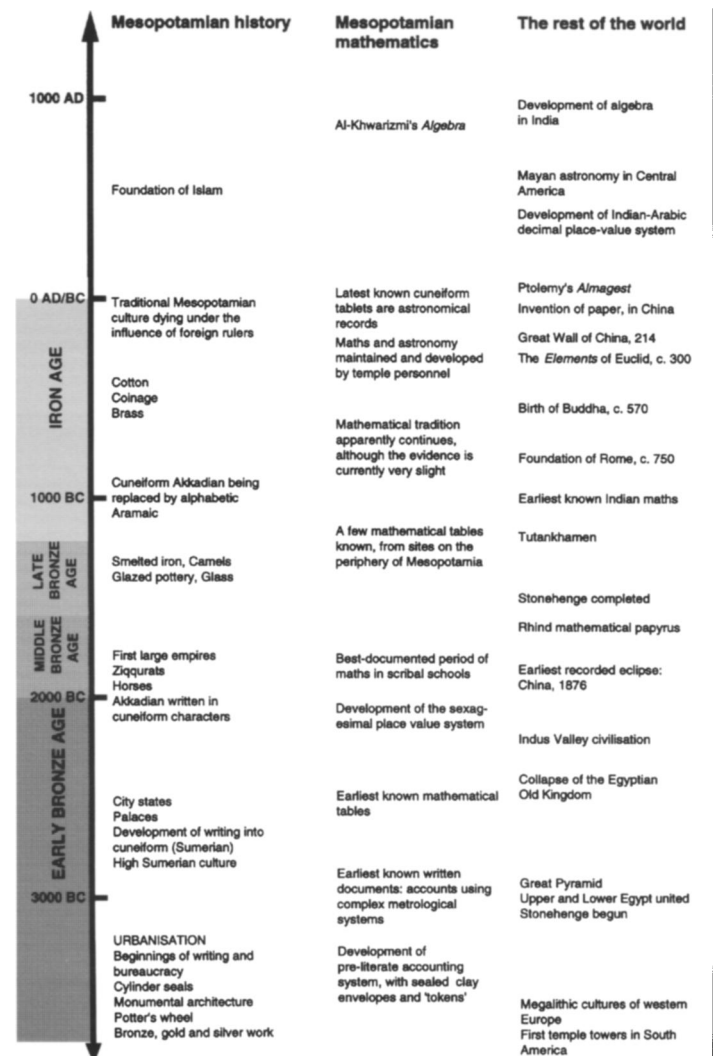 Mesopotamian history
Mesopotamian
mathematics
The rest of the world
1000 AD
0 AD/BC
1000 BC
2000 BC
3000 BC
IRON AGE
LATE
BRONZE
AGE
MIDDLE
BRONZE
AGE
EARLY BRONZE AGE
Foundation of Islam
Traditional Mesopotamian
culture dying under the
influence of foreign rulers
Cotton
Coinage
Brass
Cuneiform Akkadian being
replaced by alphabetic
Aramaic
Smelted iron, Camels
Glazed pottery, Glass
First large empires
Ziqqurats
Horses
Akkadian written in
cuneiform characters
City states
Palaces
Development of writing into
cuneiform (Sumerian)
High Sumerian culture
URBANISATION
Beginnings of writing and
bureaucracy
Cylinder seals
Monumental architecture
Potter's wheel
Bronze, gold and silver work
Al-Khwarizmi's Algebra
Latest known cuneiform
tablets are astronomical
records
Maths and astronomy
maintained and developed
by temple personnel
Mathematical tradition
apparently continues,
although the evidence is
currently very slight
A few mathematical tables
known, from sites on the
periphery of Mesopotamia
Best-documented period of
maths in scribal schools
Development of the sexag-
esimal place value system
Earliest known mathematical
tables
Earliest known written
documents: accounts using
complex metrological
systems
Development of
pre-literate accounting
system, with sealed clay
envelopes and 'tokens'
Development of algebra
in India
Mayan astronomy in Central
America
Development of Indian-Arabic
decimal place-value system
Ptolemy's Almagest
Invention of paper, in China
Great Wall of China, 214
The Elements of Euclid, c. 300
Birth of Buddha, c. 570
Foundation of Rome, c. 750
Earliest known Indian maths
Tutankhamen
Stonehenge completed
Rhind mathematical papyrus
Earliest recorded eclipse:
China, 1876
Indus Valley civilisation
Collapse of the Egyptian
Old Kingdom
Great Pyramid
Upper and Lower Egypt united
Stonehenge begun
Megalithic cultures of western
Europe
First temple towers in South
America